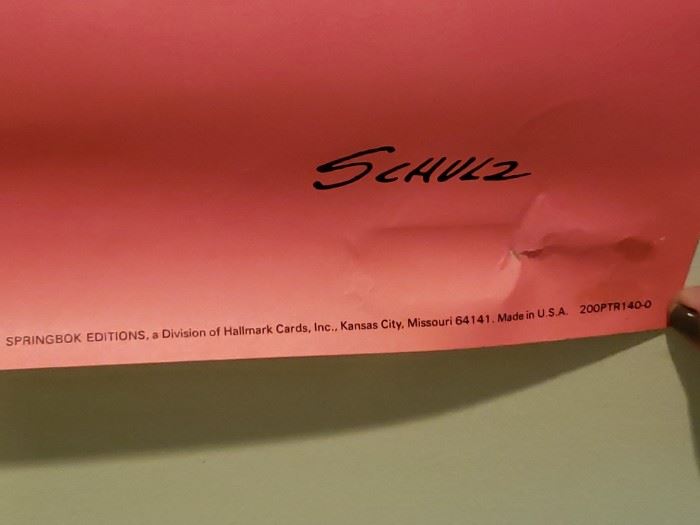 SCHULZ
SPRINGBOK EDITIONS, a Division of Hallmark Cards, Inc., Kansas City, Missouri 64141. Made in U.S.A. 200PTR140-0